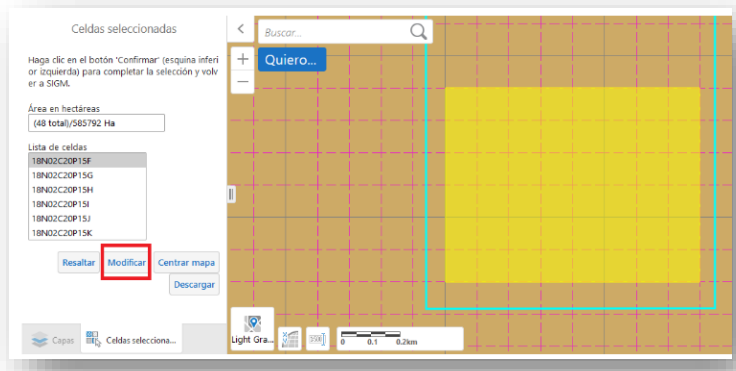 Celdas seleccionadas
Haga clic en el botón 'Confirmar' (esquina inferi
or izquierda) para completar la selección y volv
er a SIGM.
Área en hectáreas
(48 total)/585792 Ha
Lista de celdas
18N02C20P15F
18N02C20P15G
18N02C20P15H
18N02C20P15I
18N02C20P15J
18N02C20P15K
Resaltar Modificar Centrar mapa
Descargar
Capas Celdas selecciona...
Buscar...
Quiero...
Light Gra...
0 0.1 0.2km